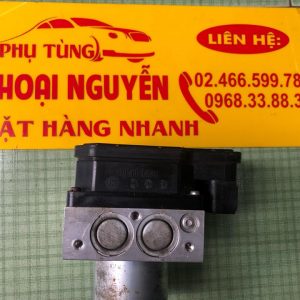 PHỤ TÙNG
HOẠI NGUYỄN
ẶT HÀNG NHANH
LIÊN HỆ:
02.466.599.78
0968.33.88.3